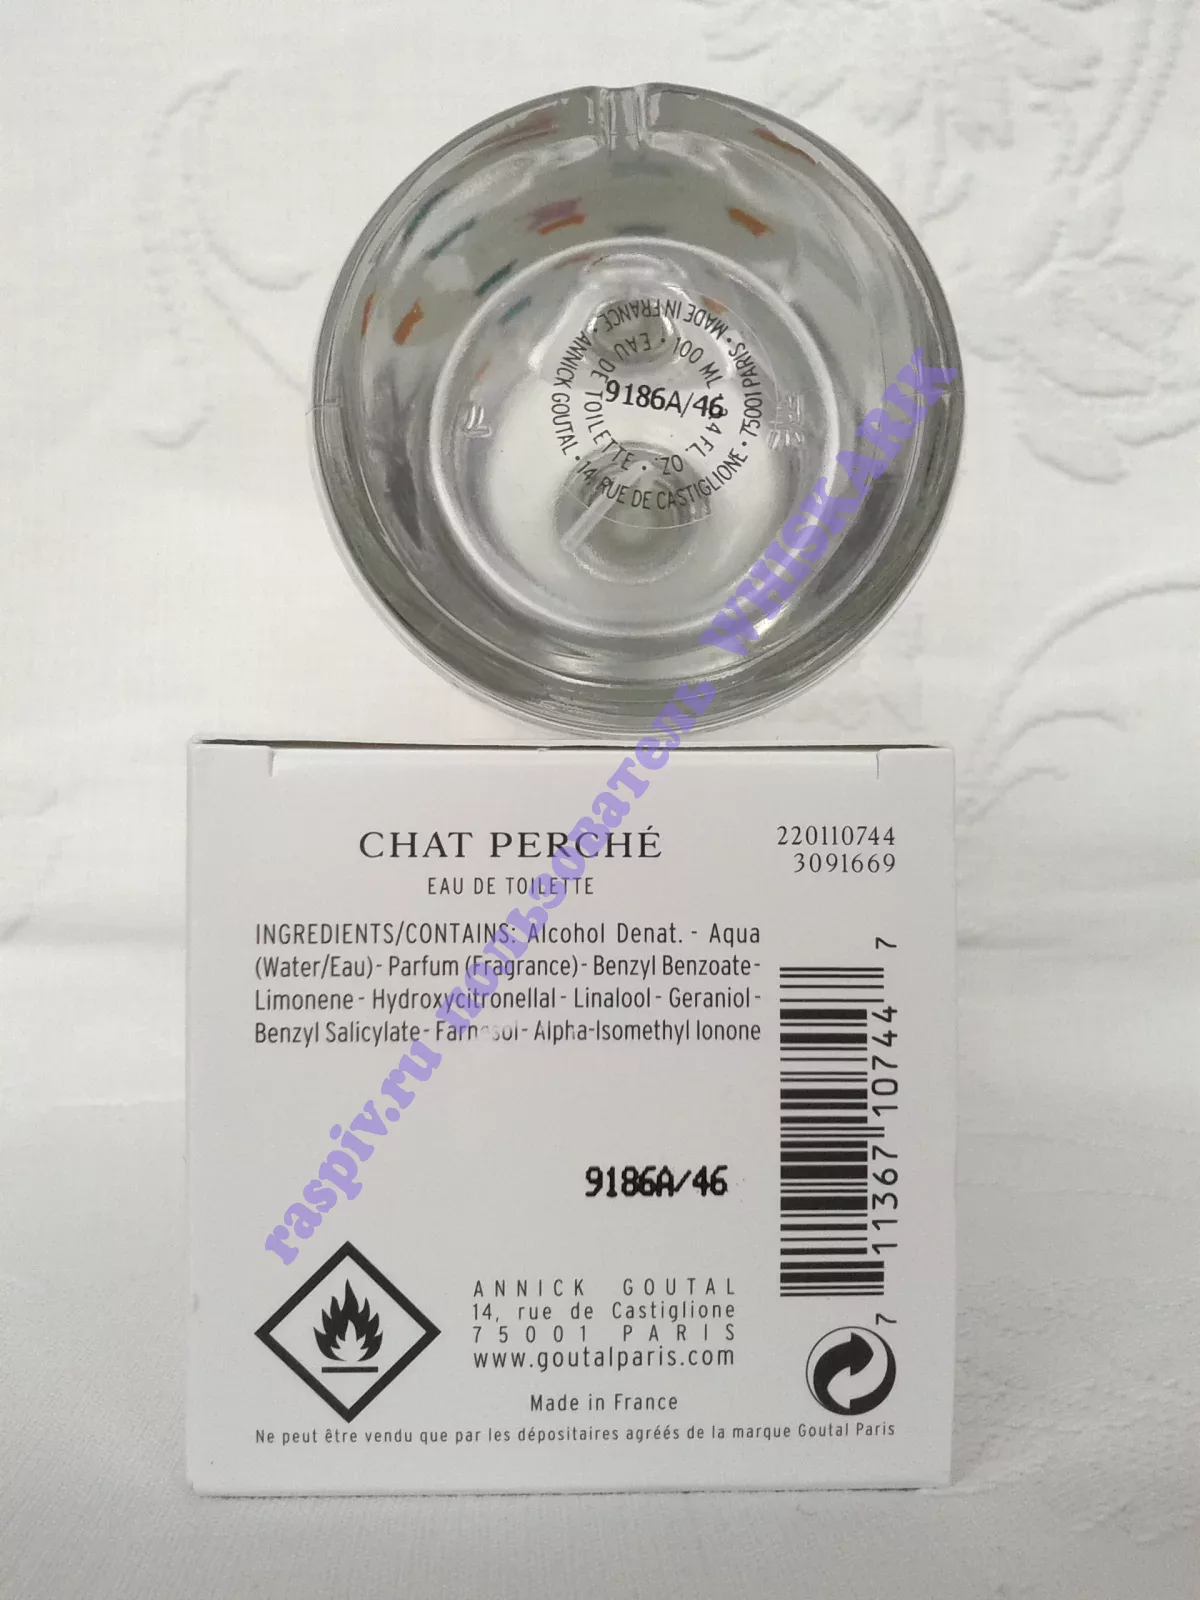 ANNICK GOUTAL • 14, RUE DE CASTIGLIONE • 75001 PARIS • MADE IN FRANCE •
EAU DE TOILETTE • FL. OZ. 100 ML •
9186A/46
CHAT PERCHÉ
EAU DE TOILETTE
220110744
3091669
INGREDIENTS/CONTAINS: Alcohol Denat. - Aqua
(Water/Eau) - Parfum (Fragrance) - Benzyl Benzoate -
Limonene - Hydroxycitronellal - Linalool - Geraniol -
Benzyl Salicylate - Farnesol - Alpha-Isomethyl Ionone
7 11367 10744 7
9186A/46
ANNICK GOUTAL
14, rue de Castiglione
75001 PARIS
www.goutalparis.com
Made in France
Ne peut être vendu que par les dépositaires agréés de la marque Goutal Paris
raspiv.ru пользователь WHISKARIK